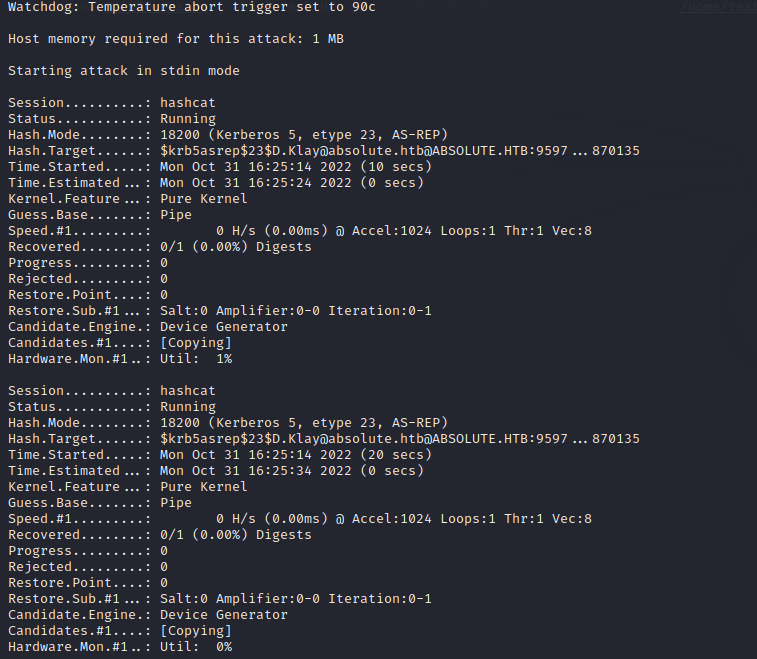 Watchdog: Temperature abort trigger set to 90c
Host memory required for this attack: 1 MB
Starting attack in stdin mode
Session..........: hashcat
Status...........: Running
Hash.Mode........: 18200 (Kerberos 5, etype 23, AS-REP)
Hash.Target......: $krb5asrep$23$D.Klay@absolute.htb@ABSOLUTE.HTB:9597...870135
Time.Started.....: Mon Oct 31 16:25:14 2022 (10 secs)
Time.Estimated...: Mon Oct 31 16:25:24 2022 (0 secs)
Kernel.Feature...: Pure Kernel
Guess.Base.......: Pipe
Speed.#1.........:        0 H/s (0.00ms) @ Accel:1024 Loops:1 Thr:1 Vec:8
Recovered........: 0/1 (0.00%) Digests
Progress.........: 0
Rejected.........: 0
Restore.Point....: 0
Restore.Sub.#1...: Salt:0 Amplifier:0-0 Iteration:0-1
Candidate.Engine.: Device Generator
Candidates.#1....: [Copying]
Hardware.Mon.#1..: Util:  1%
Session..........: hashcat
Status...........: Running
Hash.Mode........: 18200 (Kerberos 5, etype 23, AS-REP)
Hash.Target......: $krb5asrep$23$D.Klay@absolute.htb@ABSOLUTE.HTB:9597...870135
Time.Started.....: Mon Oct 31 16:25:14 2022 (20 secs)
Time.Estimated...: Mon Oct 31 16:25:34 2022 (0 secs)
Kernel.Feature...: Pure Kernel
Guess.Base.......: Pipe
Speed.#1.........:        0 H/s (0.00ms) @ Accel:1024 Loops:1 Thr:1 Vec:8
Recovered........: 0/1 (0.00%) Digests
Progress.........: 0
Rejected.........: 0
Restore.Point....: 0
Restore.Sub.#1...: Salt:0 Amplifier:0-0 Iteration:0-1
Candidate.Engine.: Device Generator
Candidates.#1....: [Copying]
Hardware.Mon.#1..: Util:  0%